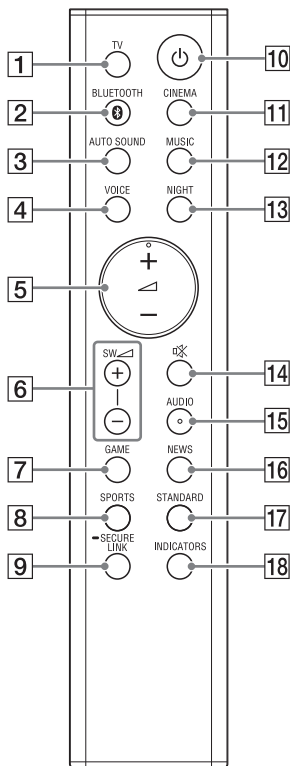 1 TV 10
BLUETOOTH CINEMA
2 11
AUTO SOUND MUSIC
3 12
VOICE NIGHT
4 13
+
5
−
SW
6 + 14
− AUDIO
15
GAME NEWS
7 16
SPORTS STANDARD
8 17
SECURE
LINK INDICATORS
9 18